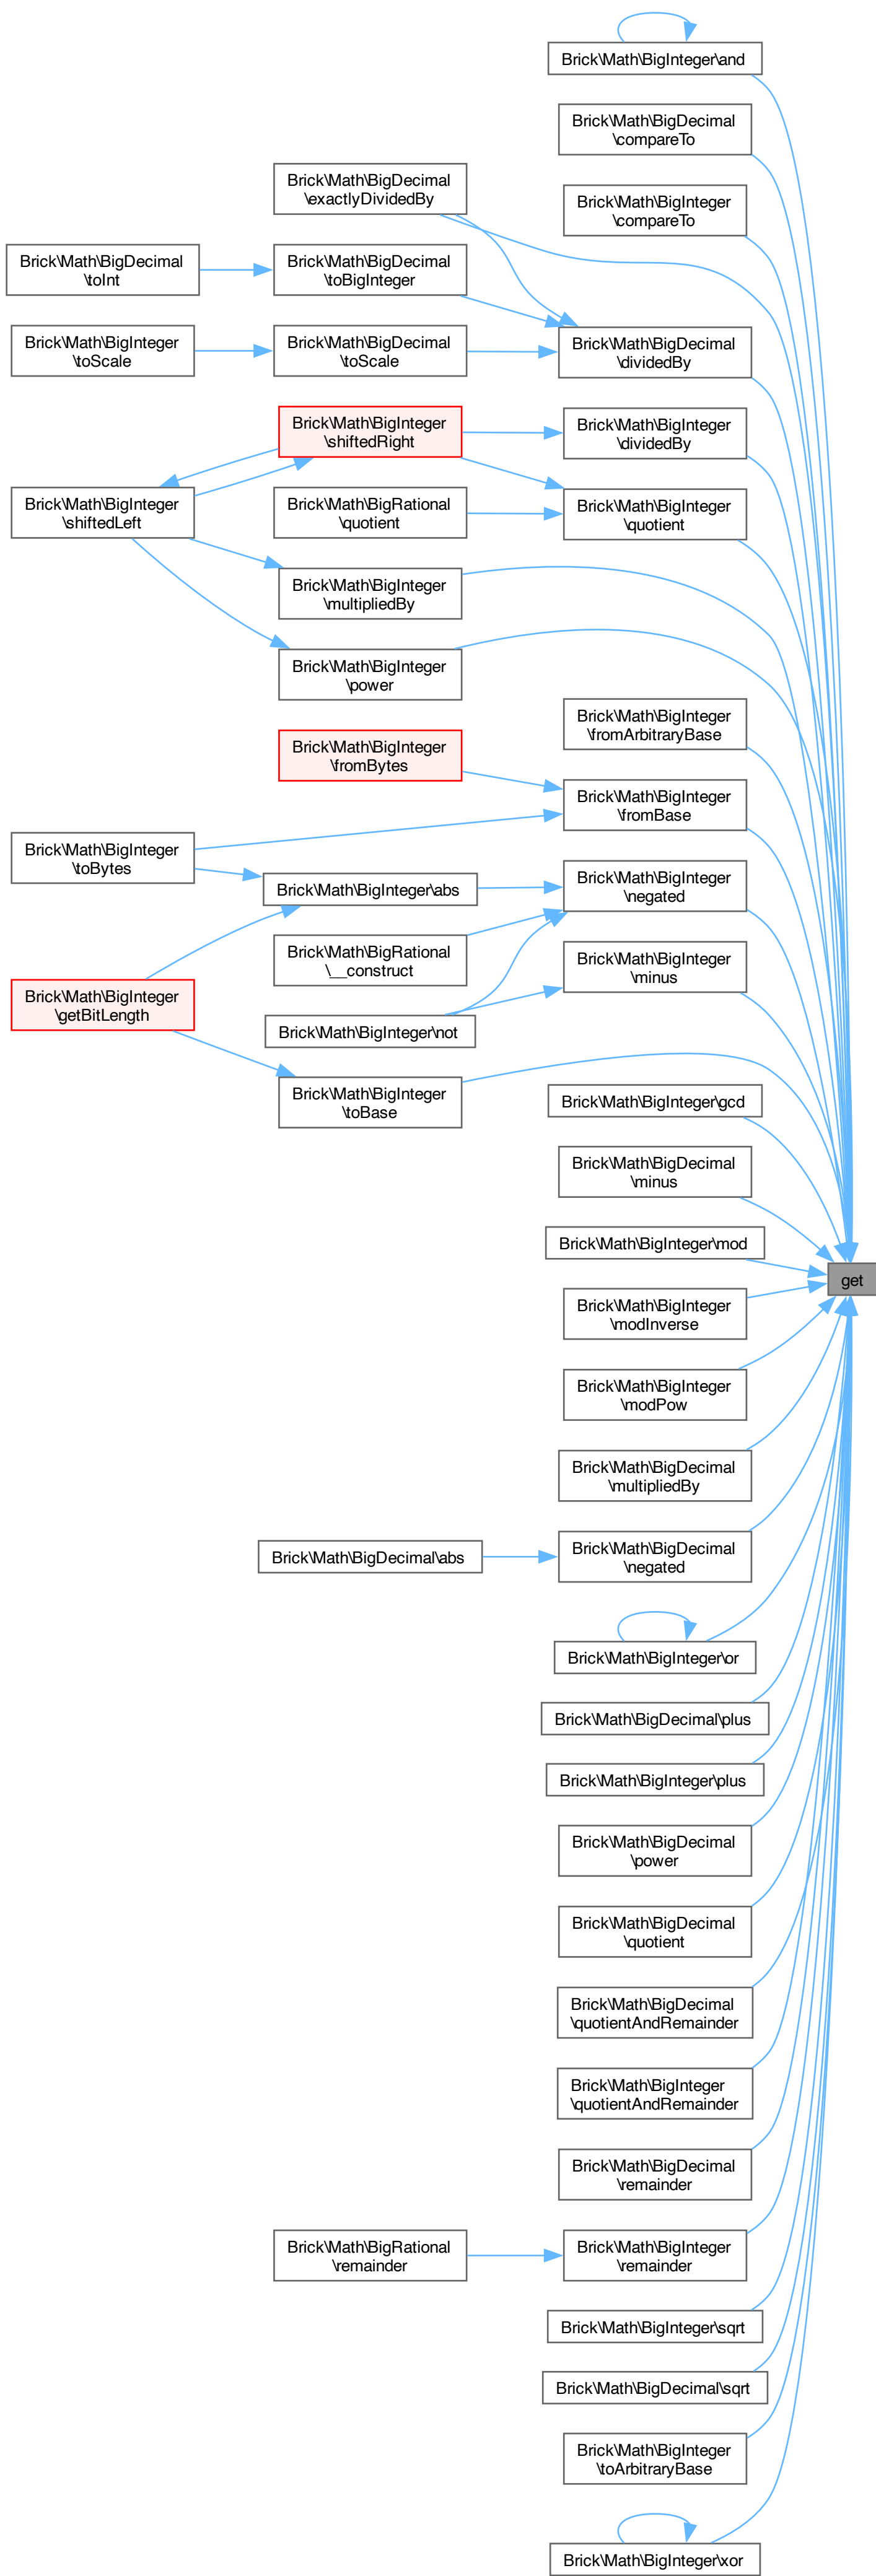 Brick\Math\BigInteger\and
Brick\Math\BigDecimal
\compareTo
Brick\Math\BigDecimal
\exactlyDividedBy
Brick\Math\BigInteger
\compareTo
Brick\Math\BigDecimal
\toInt
Brick\Math\BigDecimal
\toBigInteger
Brick\Math\BigInteger
\toScale
Brick\Math\BigDecimal
\toScale
Brick\Math\BigDecimal
\dividedBy
Brick\Math\BigInteger
\shiftedRight
Brick\Math\BigInteger
\dividedBy
Brick\Math\BigInteger
\shiftedLeft
Brick\Math\BigRational
\quotient
Brick\Math\BigInteger
\quotient
Brick\Math\BigInteger
\multipliedBy
Brick\Math\BigInteger
\power
Brick\Math\BigInteger
\fromArbitraryBase
Brick\Math\BigInteger
\fromBytes
Brick\Math\BigInteger
\fromBase
Brick\Math\BigInteger
\toBytes
Brick\Math\BigInteger\abs
Brick\Math\BigInteger
\negated
Brick\Math\BigRational
\__construct
Brick\Math\BigInteger
\minus
Brick\Math\BigInteger
\getBitLength
Brick\Math\BigInteger\not
Brick\Math\BigInteger
\toBase
Brick\Math\BigInteger\gcd
Brick\Math\BigDecimal
\minus
Brick\Math\BigInteger\mod
get
Brick\Math\BigInteger
\modInverse
Brick\Math\BigInteger
\modPow
Brick\Math\BigDecimal
\multipliedBy
Brick\Math\BigDecimal\abs
Brick\Math\BigDecimal
\negated
Brick\Math\BigInteger\or
Brick\Math\BigDecimal\plus
Brick\Math\BigInteger\plus
Brick\Math\BigDecimal
\power
Brick\Math\BigDecimal
\quotient
Brick\Math\BigDecimal
\quotientAndRemainder
Brick\Math\BigInteger
\quotientAndRemainder
Brick\Math\BigDecimal
\remainder
Brick\Math\BigRational
\remainder
Brick\Math\BigInteger
\remainder
Brick\Math\BigInteger\sqrt
Brick\Math\BigDecimal\sqrt
Brick\Math\BigInteger
\toArbitraryBase
Brick\Math\BigInteger\xor